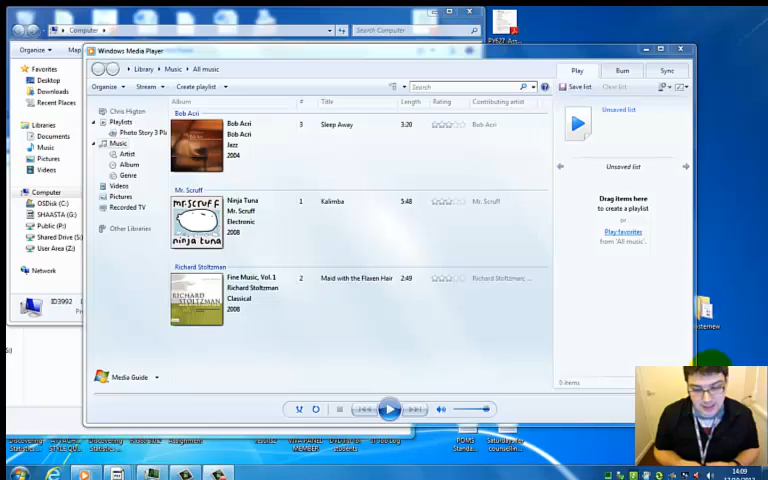 Computer
Search Computer
Organize
Favorites
Desktop
Downloads
Recent Places
Libraries
Documents
Music
Pictures
Videos
Computer
OSDisk (C:)
SHAASTA (G:)
Public (P:)
Shared Drive (S:)
User Area (Z:)
Network
ID3992
Windows Media Player
Library
Music
All music
Organize
Stream
Create playlist
Search
Play
Burn
Sync
Save list
Clear list
Chris Higton
Playlists
Photo Story 3 Pl
Music
Artist
Album
Genre
Videos
Pictures
Recorded TV
Other Libraries
Media Guide
Album
#
Title
Length
Rating
Contributing artist
Bob Acri
Bob Acri
Bob Acri
Jazz
2004
3
Sleep Away
3:20
Bob Acri
Mr. Scruff
mr.scruff
ninja tuna
Ninja Tuna
Mr. Scruff
Electronic
2008
1
Kalimba
5:48
Mr. Scruff
Richard Stoltzman
RICHARD
STOLTZMAN
Fine Music, Vol. 1
Richard Stoltzman
Classical
2008
2
Maid with the Flaxen Hair
2:49
Richard Stoltzman; ...
Unsaved list
Unsaved list
Drag items here
to create a playlist
or
Play favorites
from 'All music'.
0 items
14:09